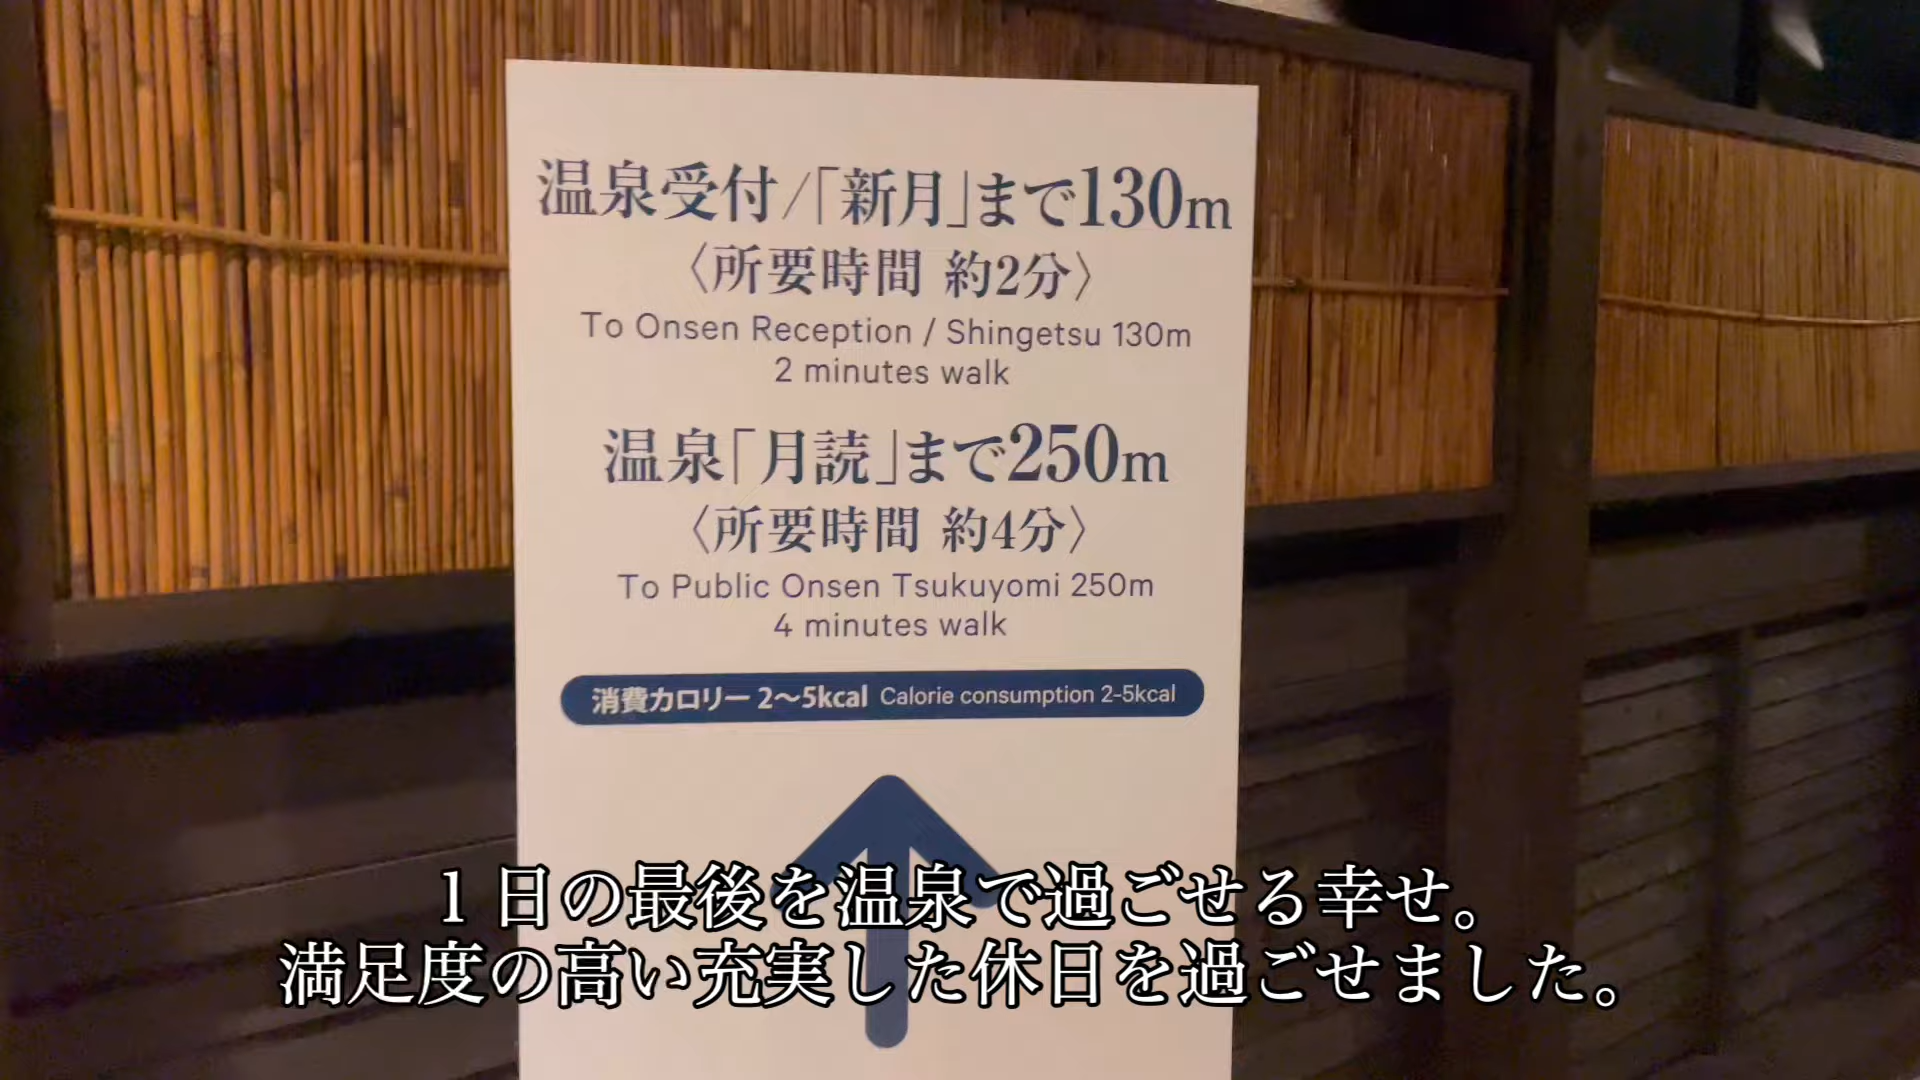 温泉受付/「新月」まで130m
〈所要時間 約2分〉
To Onsen Reception / Shingetsu 130m
2 minutes walk
温泉「月読」まで250m
〈所要時間 約4分〉
To Public Onsen Tsukuyomi 250m
4 minutes walk
消費カロリー 2〜5kcal Calorie consumption 2-5kcal
１日の最後を温泉で過ごせる幸せ。
満足度の高い充実した休日を過ごせました。